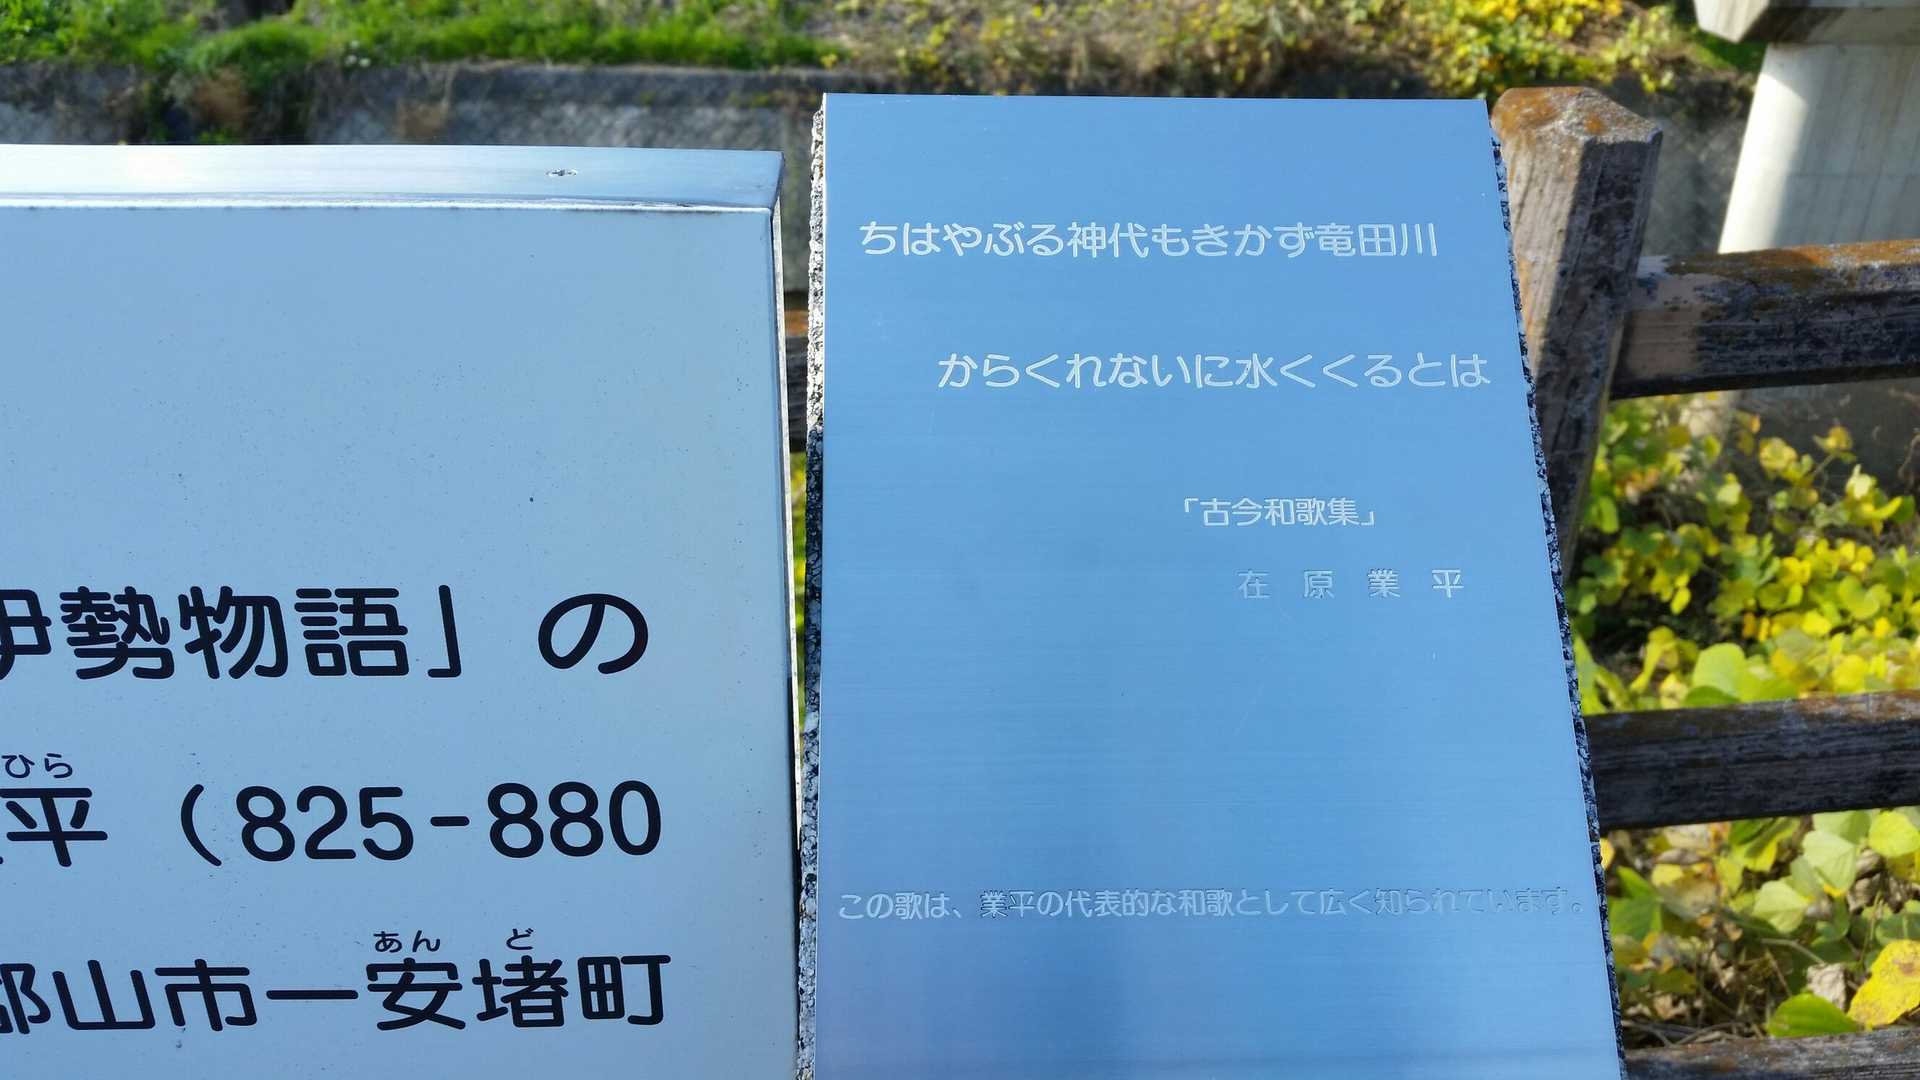 伊勢物語」の
ひら
平 (825-880
あん ど
郡山市ー安堵町
ちはやぶる神代もきかず竜田川
からくれないに水くくるとは
「古今和歌集」
在原業平
この歌は、業平の代表的な和歌として広く知られています。